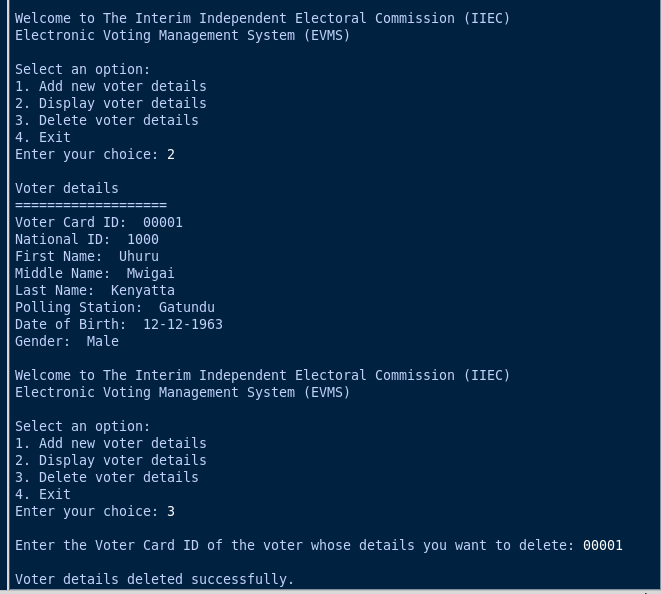 Welcome to The Interim Independent Electoral Commission (IIEC)
Electronic Voting Management System (EVMS)
Select an option:
1. Add new voter details
2. Display voter details
3. Delete voter details
4. Exit
Enter your choice: 2
Voter details
===================
Voter Card ID:  00001
National ID:  1000
First Name:  Uhuru
Middle Name:  Mwigai
Last Name:  Kenyatta
Polling Station:  Gatundu
Date of Birth:  12-12-1963
Gender:  Male
Welcome to The Interim Independent Electoral Commission (IIEC)
Electronic Voting Management System (EVMS)
Select an option:
1. Add new voter details
2. Display voter details
3. Delete voter details
4. Exit
Enter your choice: 3
Enter the Voter Card ID of the voter whose details you want to delete: 00001
Voter details deleted successfully.